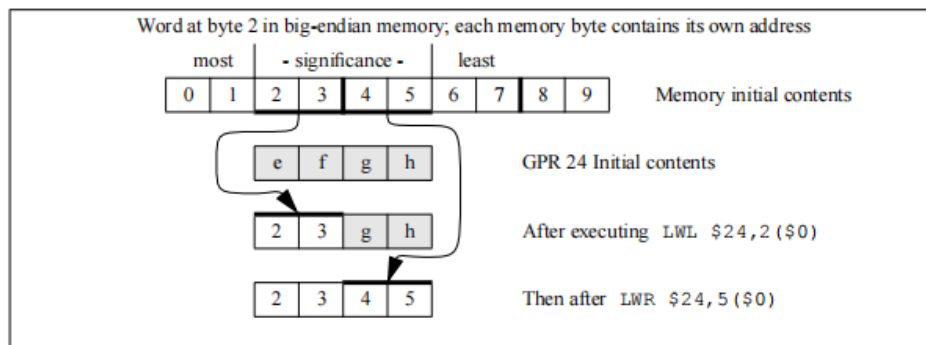 Word at byte 2 in big-endian memory; each memory byte contains its own address
most - significance - least
0 1 2 3 4 5 6 7 8 9 Memory initial contents
e f g h GPR 24 Initial contents
2 3 g h After executing LWL $24,2($0)
2 3 4 5 Then after LWR $24,5($0)